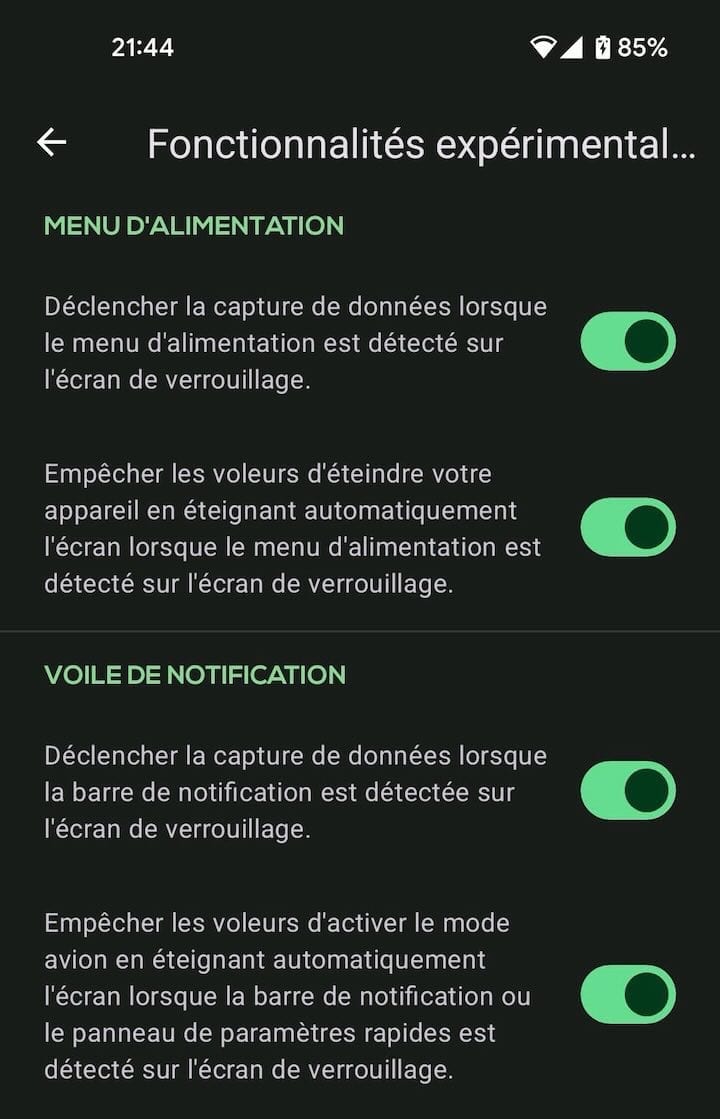 21:44 85%
Fonctionnalités expérimental...
MENU D'ALIMENTATION
Déclencher la capture de données lorsque
le menu d'alimentation est détecté sur
l'écran de verrouillage.
Empêcher les voleurs d'éteindre votre
appareil en éteignant automatiquement
l'écran lorsque le menu d'alimentation est
détecté sur l'écran de verrouillage.
VOILE DE NOTIFICATION
Déclencher la capture de données lorsque
la barre de notification est détectée sur
l'écran de verrouillage.
Empêcher les voleurs d'activer le mode
avion en éteignant automatiquement
l'écran lorsque la barre de notification ou
le panneau de paramètres rapides est
détecté sur l'écran de verrouillage.